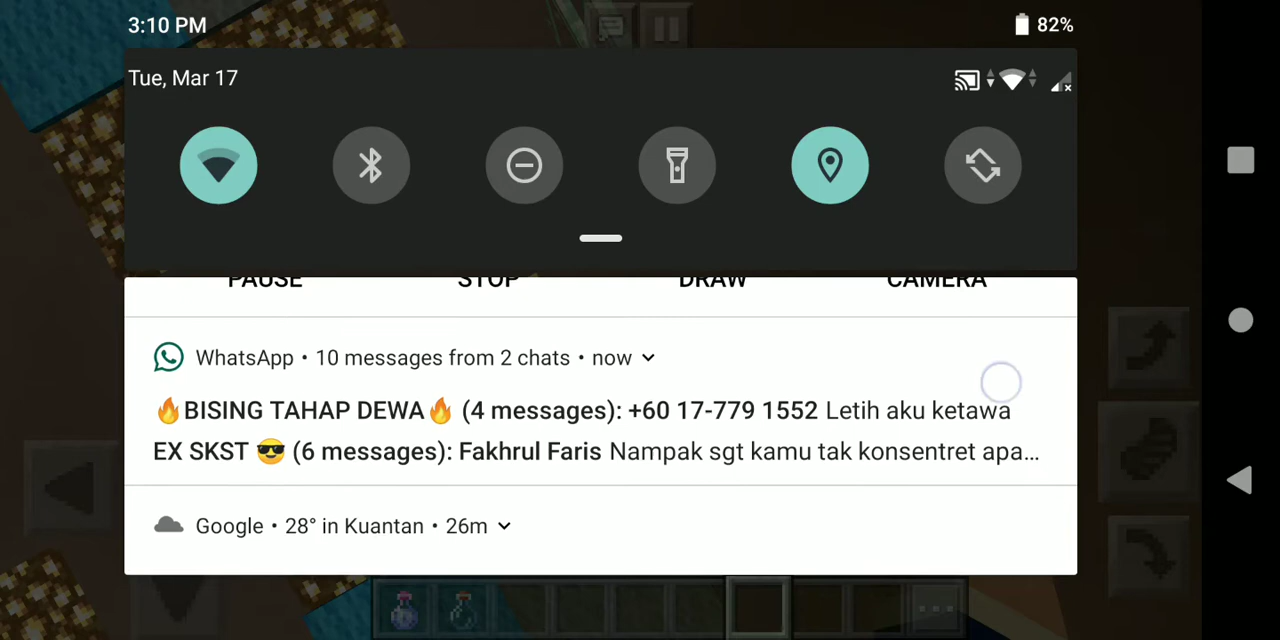 3:10 PM
82%
Tue, Mar 17
PAUSE STOP DRAW CAMERA
WhatsApp • 10 messages from 2 chats • now
🔥BISING TAHAP DEWA🔥 (4 messages): +60 17-779 1552 Letih aku ketawa
EX SKST 😎 (6 messages): Fakhrul Faris Nampak sgt kamu tak konsentret apa…
Google • 28° in Kuantan • 26m